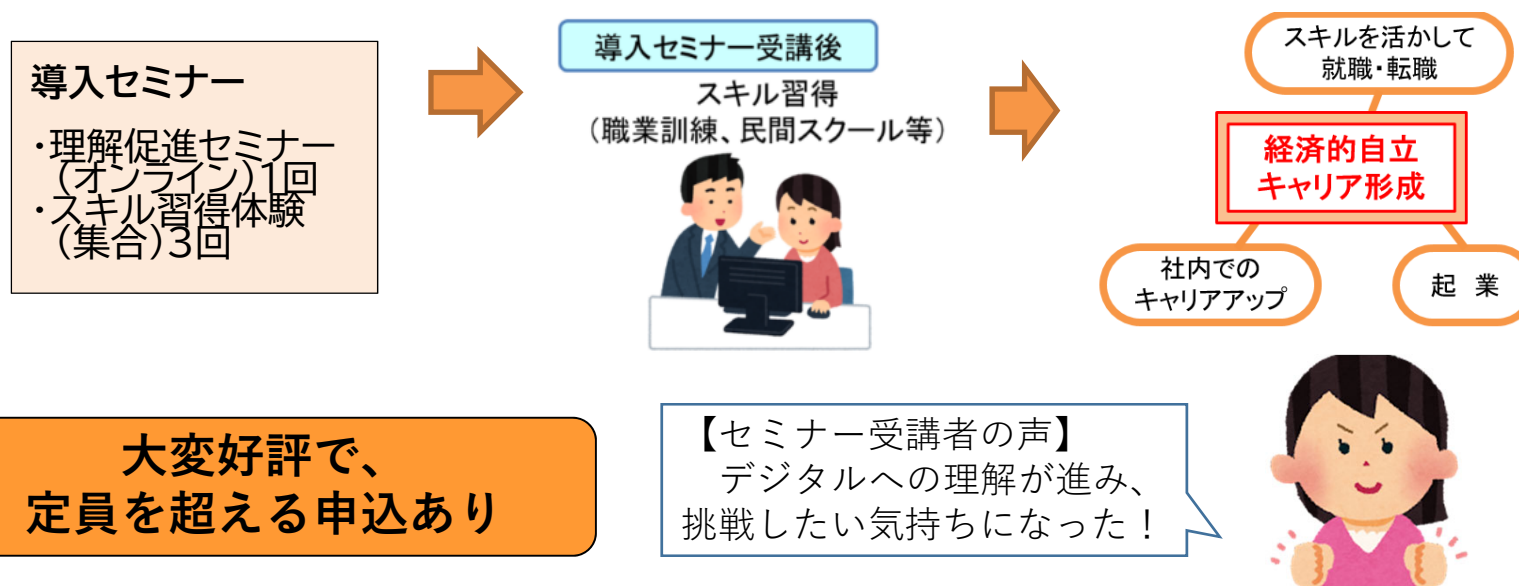 導入セミナー
・理解促進セミナー
(オンライン)1回
・スキル習得体験
(集合)3回
導入セミナー受講後
スキル習得
（職業訓練、民間スクール等）
スキルを活かして
就職・転職
経済的自立
キャリア形成
社内での
キャリアアップ
起　業
大変好評で、
定員を超える申込あり
【セミナー受講者の声】
　デジタルへの理解が進み、
挑戦したい気持ちになった！